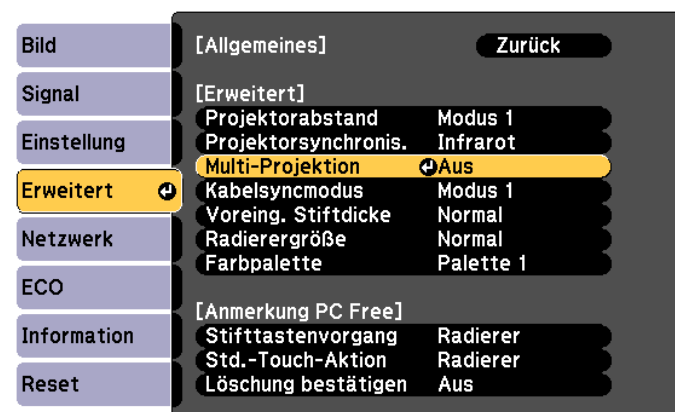 Bild
Signal
Einstellung
Erweitert
Netzwerk
ECO
Information
Reset
[Allgemeines] Zurück
[Erweitert]
Projektorabstand Modus 1
Projektorsynchronis. Infrarot
Multi-Projektion Aus
Kabelsyncmodus Modus 1
Voreing. Stiftdicke Normal
Radierergröße Normal
Farbpalette Palette 1
[Anmerkung PC Free]
Stifttastenvorgang Radierer
Std.-Touch-Aktion Radierer
Löschung bestätigen Aus